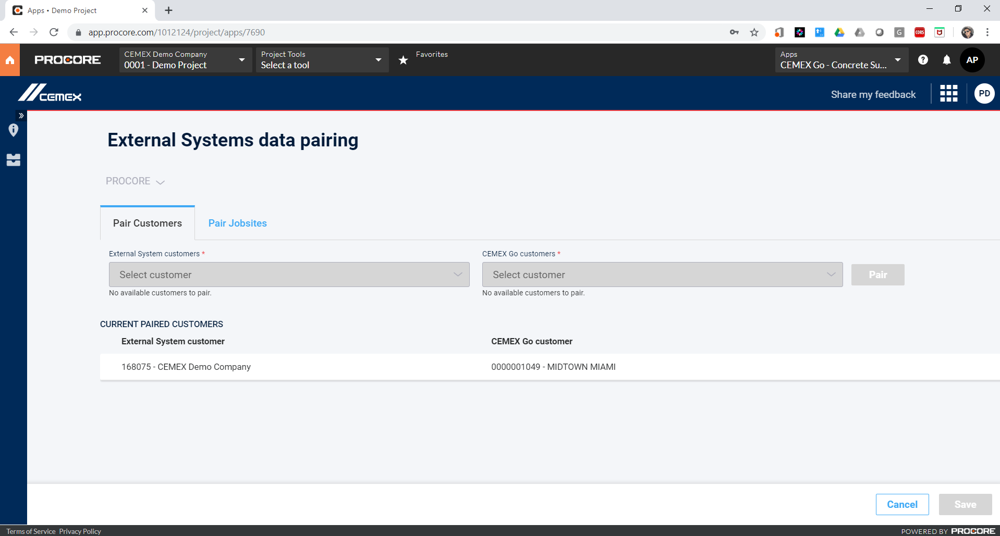 Apps • Demo Project
app.procore.com/1012124/project/apps/7690
G
CORS
PROCORE
CEMEX Demo Company
0001 - Demo Project
Project Tools
Select a tool
Favorites
Apps
CEMEX Go - Concrete Su...
?
AP
CEMEX
Share my feedback
PD
External Systems data pairing
PROCORE
Pair Customers
Pair Jobsites
External System customers *
CEMEX Go customers *
Select customer
Select customer
Pair
No available customers to pair.
No available customers to pair.
CURRENT PAIRED CUSTOMERS
External System customer
CEMEX Go customer
168075 - CEMEX Demo Company
0000001049 - MIDTOWN MIAMI
Cancel
Save
Terms of Service Privacy Policy
POWERED BY PROCORE